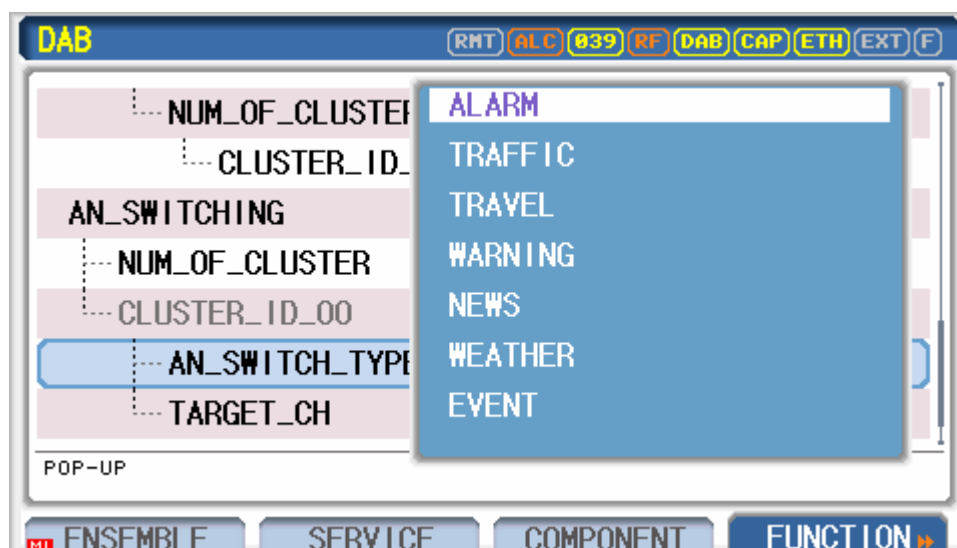 DAB RMT ALC 039 RF DAB CAP ETH EXT F
NUM_OF_CLUSTER
CLUSTER_ID_
AN_SWITCHING
NUM_OF_CLUSTER
CLUSTER_ID_00
AN_SWITCH_TYPE
TARGET_CH
ALARM
TRAFFIC
TRAVEL
WARNING
NEWS
WEATHER
EVENT
POP-UP
M1 ENSEMBLE SERVICE COMPONENT FUNCTION